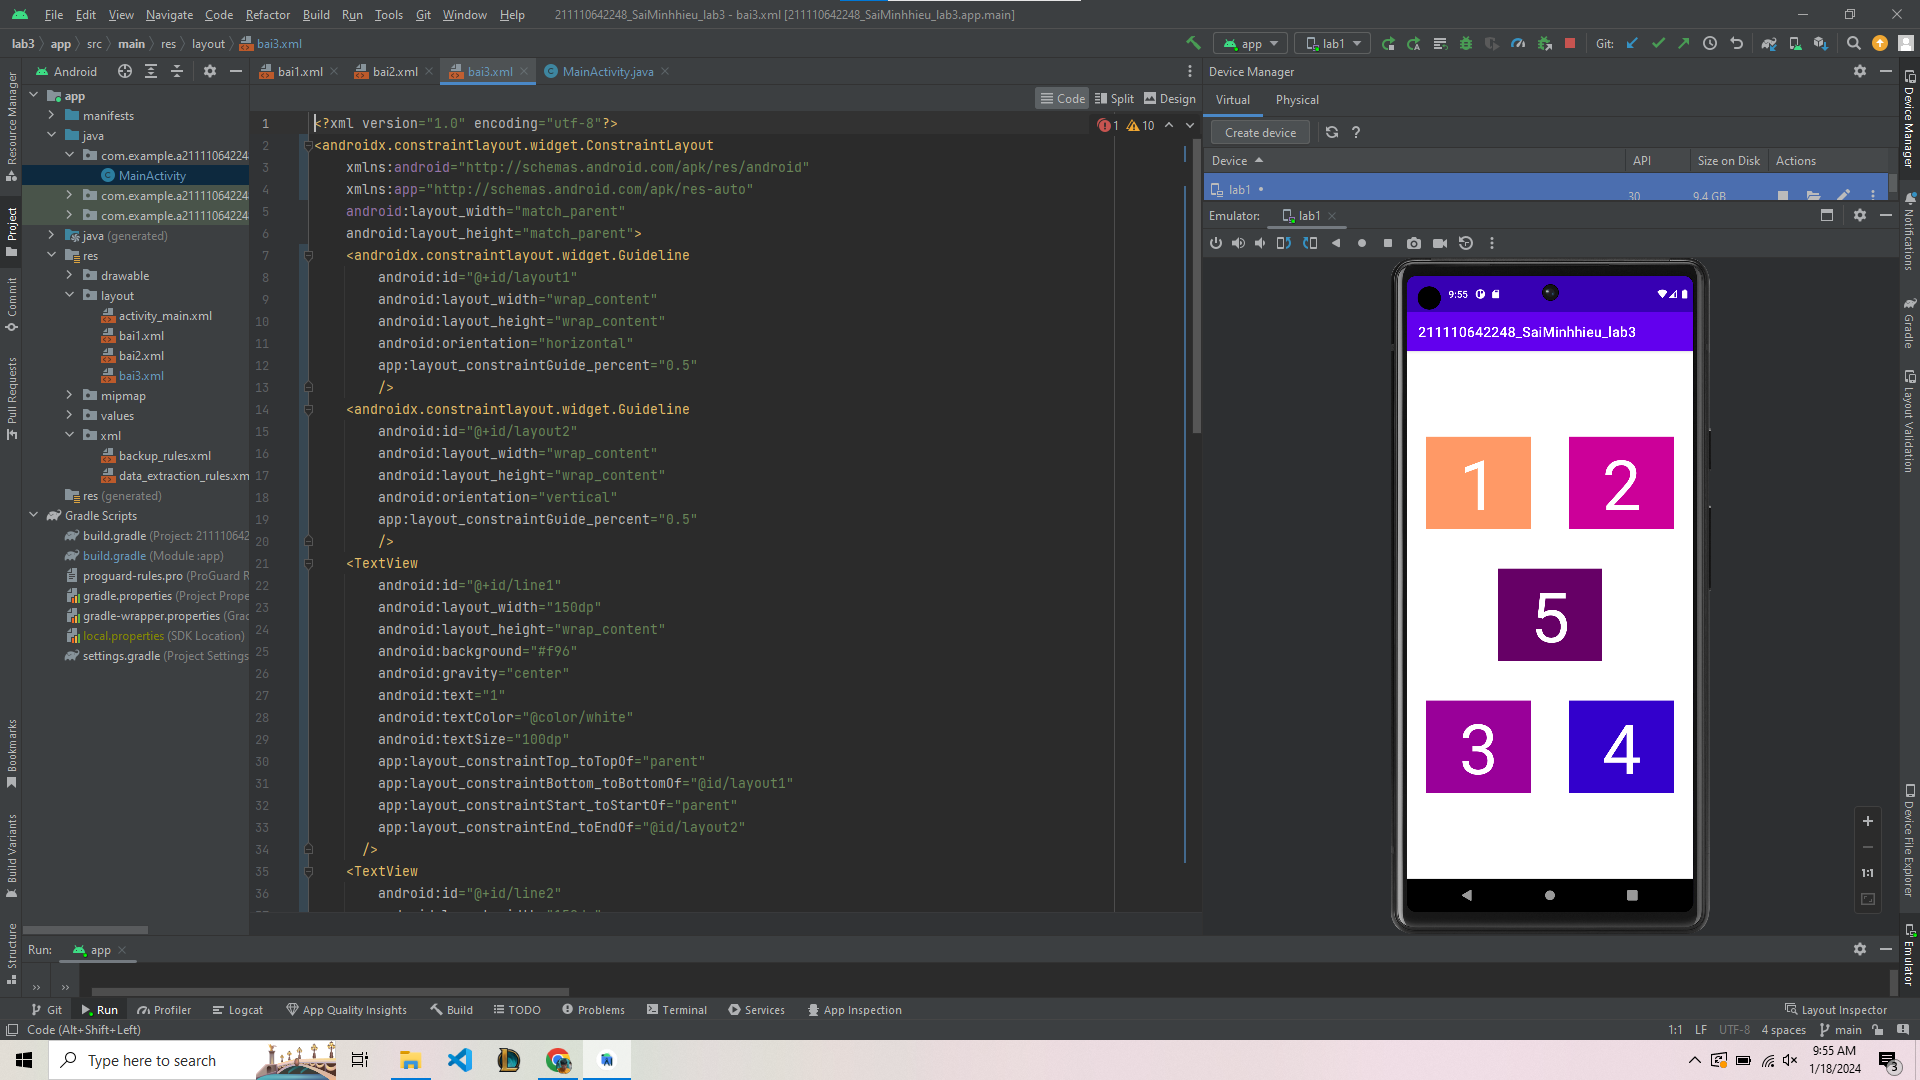 File Edit View Navigate Code Refactor Build Run Tools Git Window Help 211110642248_SaiMinhhieu_lab3 - bai3.xml [211110642248_SaiMinhhieu_lab3.app.main]
lab3 app src main res layout bai3.xml app lab1 Git:
Android bai1.xml bai2.xml bai3.xml MainActivity.java Device Manager
Code Split Design Virtual Physical
Create device ?
Device API Size on Disk Actions
lab1 30 9.4 GB
Emulator: lab1
app
manifests
java
com.example.a211110642248
MainActivity
com.example.a21111064224
com.example.a2111106422
java (generated)
res
drawable
layout
activity_main.xml
bai1.xml
bai2.xml
bai3.xml
mipmap
values
xml
backup_rules.xml
data_extraction_rules.xm
res (generated)
Gradle Scripts
build.gradle (Project: 211110642
build.gradle (Module :app)
proguard-rules.pro (ProGuard R
gradle.properties (Project Prope
gradle-wrapper.properties (Grad
local.properties (SDK Location)
settings.gradle (Project Settings
1 10
1 <?xml version="1.0" encoding="utf-8"?>
2 <androidx.constraintlayout.widget.ConstraintLayout
3 xmlns:android="http://schemas.android.com/apk/res/android"
4 xmlns:app="http://schemas.android.com/apk/res-auto"
5 android:layout_width="match_parent"
6 android:layout_height="match_parent">
7 <androidx.constraintlayout.widget.Guideline
8 android:id="@+id/layout1"
9 android:layout_width="wrap_content"
10 android:layout_height="wrap_content"
11 android:orientation="horizontal"
12 app:layout_constraintGuide_percent="0.5"
13 />
14 <androidx.constraintlayout.widget.Guideline
15 android:id="@+id/layout2"
16 android:layout_width="wrap_content"
17 android:layout_height="wrap_content"
18 android:orientation="vertical"
19 app:layout_constraintGuide_percent="0.5"
20 />
21 <TextView
22 android:id="@+id/line1"
23 android:layout_width="150dp"
24 android:layout_height="wrap_content"
25 android:background="#f96"
26 android:gravity="center"
27 android:text="1"
28 android:textColor="@color/white"
29 android:textSize="100dp"
30 app:layout_constraintTop_toTopOf="parent"
31 app:layout_constraintBottom_toBottomOf="@id/layout1"
32 app:layout_constraintStart_toStartOf="parent"
33 app:layout_constraintEnd_toEndOf="@id/layout2"
34 />
35 <TextView
36 android:id="@+id/line2"
9:55
211110642248_SaiMinhhieu_lab3
1 2
5
3 4
1:1
Resource Manager
Project
Commit
Pull Requests
Bookmarks
Build Variants
Structure
Device Manager
Notifications
Gradle
Layout Validation
Device File Explorer
Emulator
Run: app
Git Run Profiler Logcat App Quality Insights Build TODO Problems Terminal Services App Inspection Layout Inspector
Code (Alt+Shift+Left) 1:1 LF UTF-8 4 spaces main
Type here to search
9:55 AM
1/18/2024
3